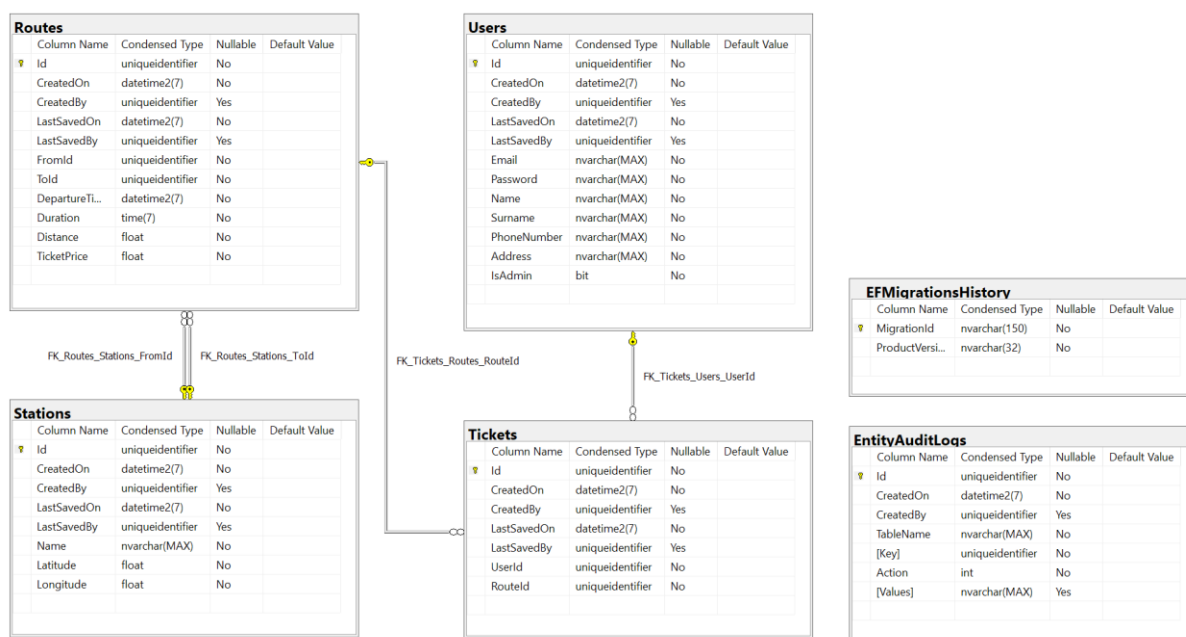 Routes
Column Name Condensed Type Nullable Default Value
Id uniqueidentifier No
CreatedOn datetime2(7) No
CreatedBy uniqueidentifier Yes
LastSavedOn datetime2(7) No
LastSavedBy uniqueidentifier Yes
FromId uniqueidentifier No
ToId uniqueidentifier No
DepartureTi... datetime2(7) No
Duration time(7) No
Distance float No
TicketPrice float No
Users
Column Name Condensed Type Nullable Default Value
Id uniqueidentifier No
CreatedOn datetime2(7) No
CreatedBy uniqueidentifier Yes
LastSavedOn datetime2(7) No
LastSavedBy uniqueidentifier Yes
Email nvarchar(MAX) No
Password nvarchar(MAX) No
Name nvarchar(MAX) No
Surname nvarchar(MAX) No
PhoneNumber nvarchar(MAX) No
Address nvarchar(MAX) No
IsAdmin bit No
EFMigrationsHistory
Column Name Condensed Type Nullable Default Value
MigrationId nvarchar(150) No
ProductVersi... nvarchar(32) No
FK_Routes_Stations_FromId
FK_Routes_Stations_ToId
FK_Tickets_Routes_RouteId
FK_Tickets_Users_UserId
Stations
Column Name Condensed Type Nullable Default Value
Id uniqueidentifier No
CreatedOn datetime2(7) No
CreatedBy uniqueidentifier Yes
LastSavedOn datetime2(7) No
LastSavedBy uniqueidentifier Yes
Name nvarchar(MAX) No
Latitude float No
Longitude float No
Tickets
Column Name Condensed Type Nullable Default Value
Id uniqueidentifier No
CreatedOn datetime2(7) No
CreatedBy uniqueidentifier Yes
LastSavedOn datetime2(7) No
LastSavedBy uniqueidentifier Yes
UserId uniqueidentifier No
RouteId uniqueidentifier No
EntityAuditLogs
Column Name Condensed Type Nullable Default Value
Id uniqueidentifier No
CreatedOn datetime2(7) No
CreatedBy uniqueidentifier Yes
TableName nvarchar(MAX) No
[Key] uniqueidentifier No
Action int No
[Values] nvarchar(MAX) Yes